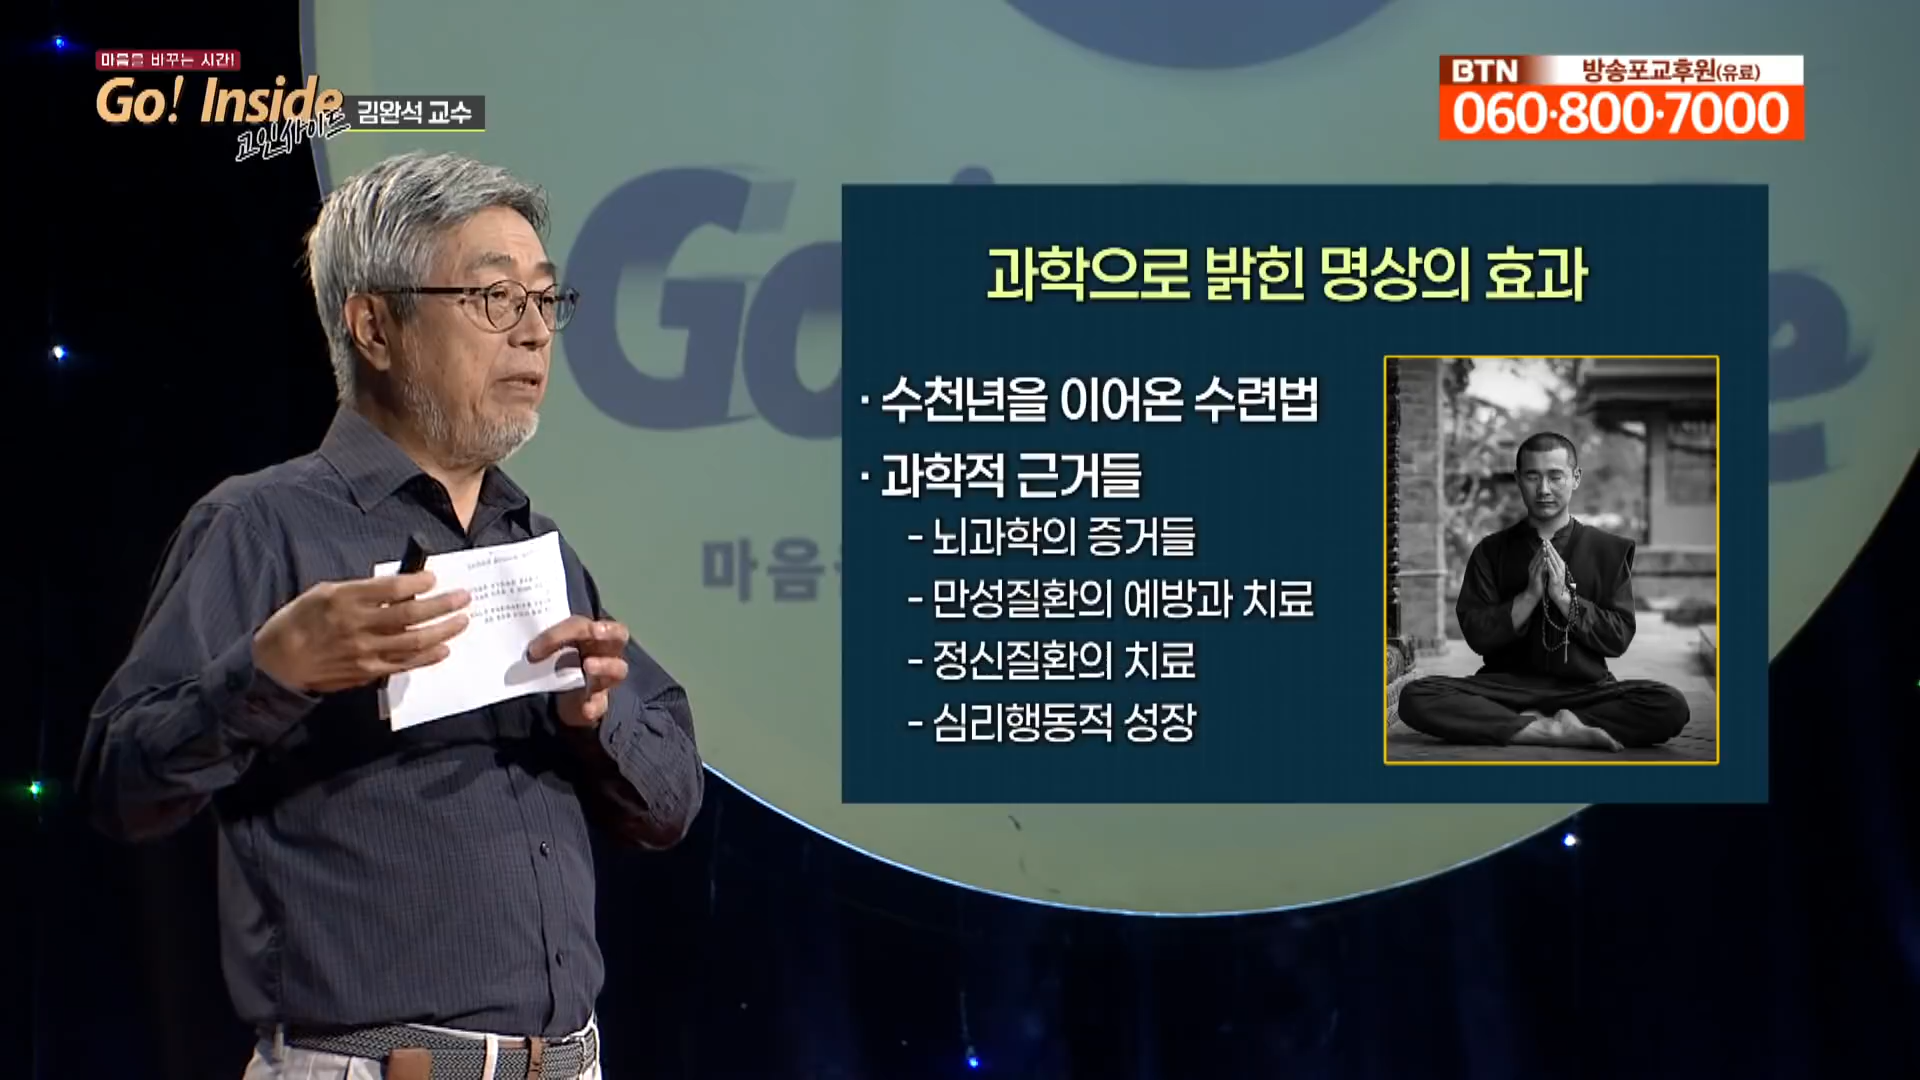 마음을 바꾸는 시간!
Go! Inside
고인사이드
김완석 교수
BTN 방송포교후원(유료)
060·800·7000
과학으로 밝힌 명상의 효과
· 수천년을 이어온 수련법
· 과학적 근거들
- 뇌과학의 증거들
- 만성질환의 예방과 치료
- 정신질환의 치료
- 심리행동적 성장